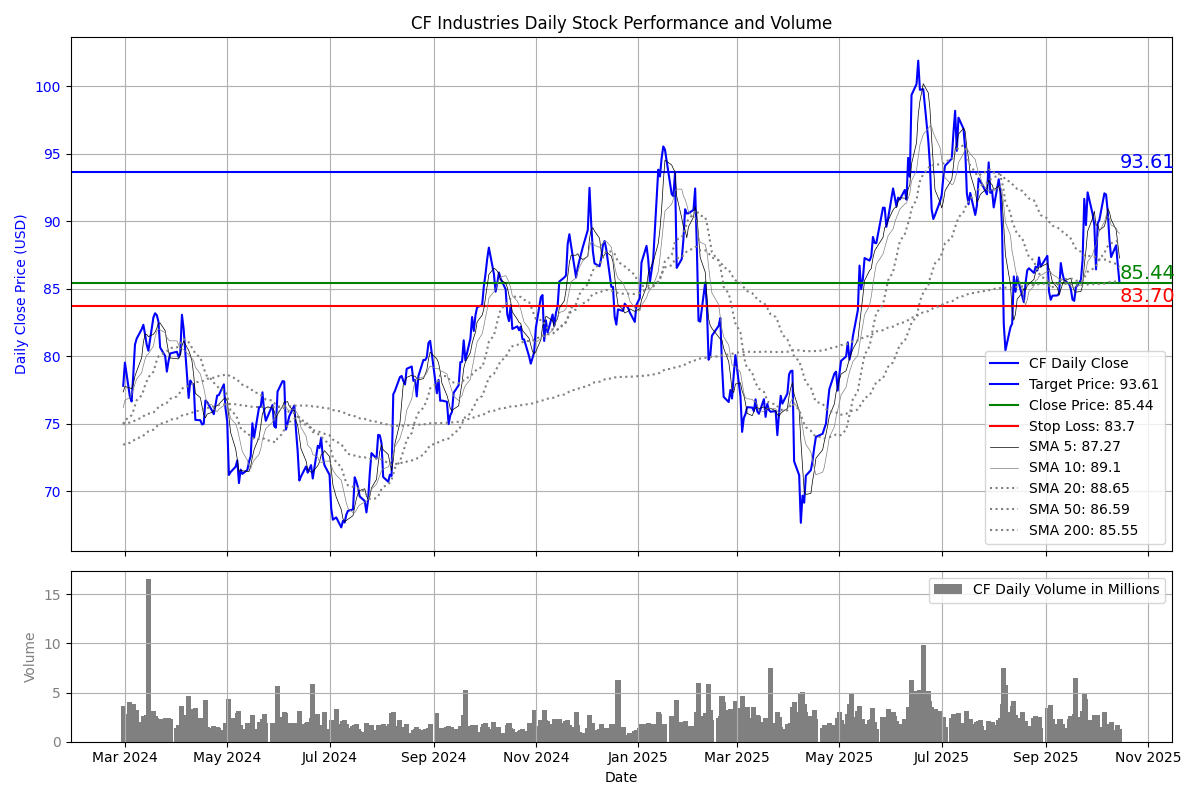 CF Industries Daily Stock Performance and Volume
Daily Close Price (USD)
100
95
90
85
80
75
70
93.61
85.44
83.70
CF Daily Close
Target Price: 93.61
Close Price: 85.44
Stop Loss: 83.7
SMA 5: 87.27
SMA 10: 89.1
SMA 20: 88.65
SMA 50: 86.59
SMA 200: 85.55
Volume
15
10
5
0
CF Daily Volume in Millions
Mar 2024 May 2024 Jul 2024 Sep 2024 Nov 2024 Jan 2025 Mar 2025 May 2025 Jul 2025 Sep 2025 Nov 2025
Date